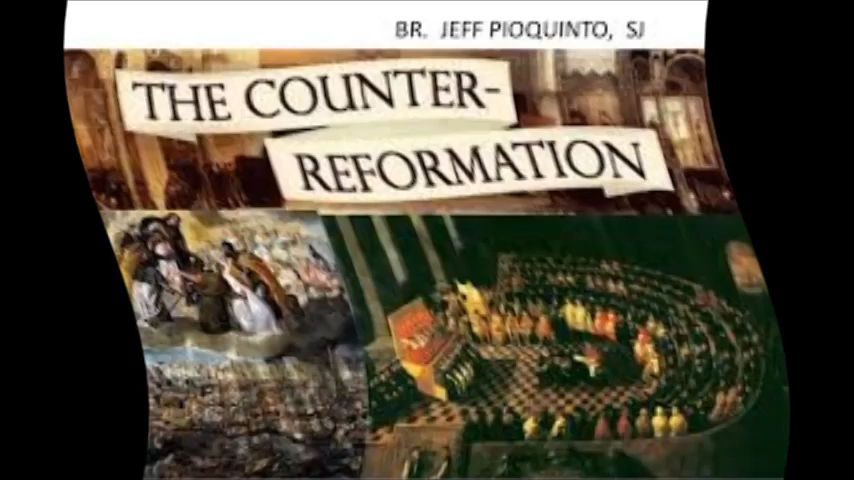 BR. JEFF PIOQUINTO, SJ
THE COUNTER-
REFORMATION